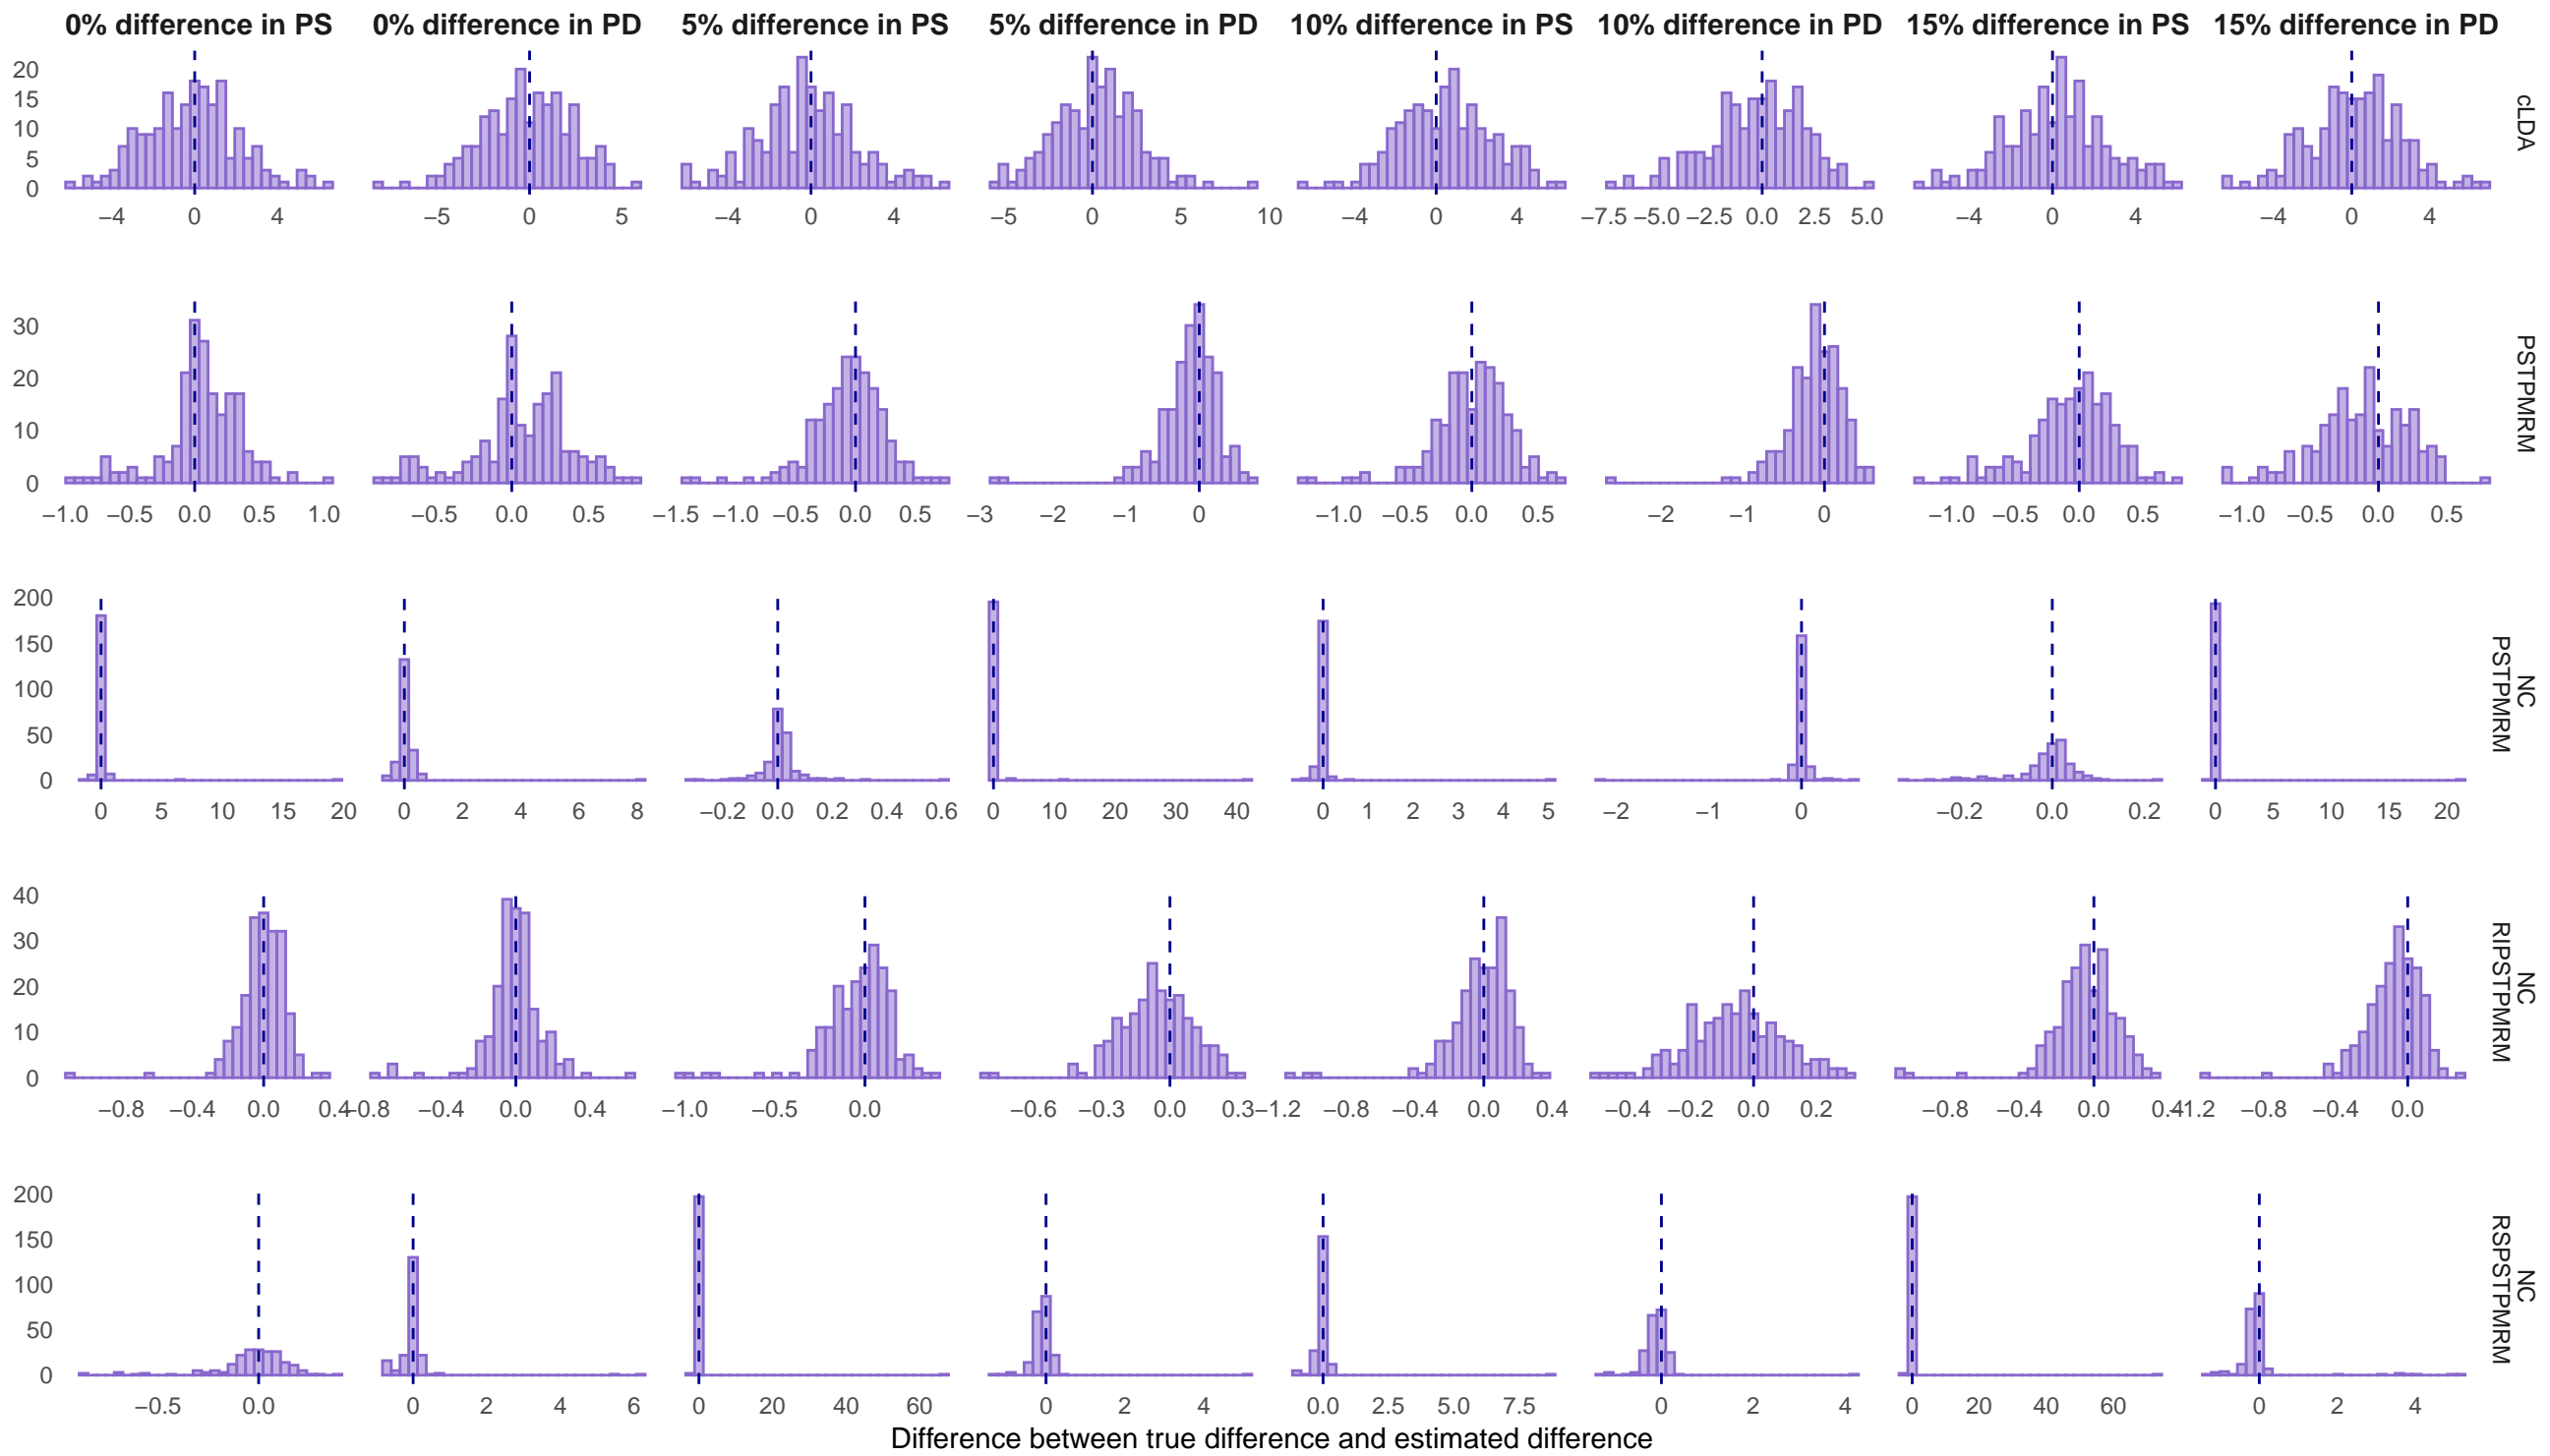 0% difference in PS 0% difference in PD 5% difference in PS 5% difference in PD 10% difference in PS 10% difference in PD 15% difference in PS 15% difference in PD
20
15
10
5
0
−4 0 4 −5 0 5 −4 0 4 −5 0 5 10 −4 0 4 −7.5 −5.0 −2.5 0.0 2.5 5.0 −4 0 4 −4 0 4
cLDA
30
20
10
0
−1.0 −0.5 0.0 0.5 1.0 −0.5 0.0 0.5 −1.5 −1.0 −0.5 0.0 0.5 −3 −2 −1 0 −1.0 −0.5 0.0 0.5 −2 −1 0 −1.0 −0.5 0.0 0.5 −1.0 −0.5 0.0 0.5
PSTPMRM
200
150
100
50
0
0 5 10 15 20 0 2 4 6 8 −0.2 0.0 0.2 0.4 0.6 0 10 20 30 40 0 1 2 3 4 5 −2 −1 0 −0.2 0.0 0.2 0 5 10 15 20
NC
PSTPMRM
40
30
20
10
0
−0.8 −0.4 0.0 0.4 −0.8 −0.4 0.0 0.4 −1.0 −0.5 0.0 −0.6 −0.3 0.0 0.3 −1.2 −0.8 −0.4 0.0 0.4 −0.4 −0.2 0.0 0.2 −0.8 −0.4 0.0 0.4 −1.2 −0.8 −0.4 0.0
NC
RIPSTPMRM
200
150
100
50
0
−0.5 0.0 0 2 4 6 0 20 40 60 0 2 4 0.0 2.5 5.0 7.5 0 2 4 0 20 40 60 0 2 4
NC
RSPSTPMRM
Difference between true difference and estimated difference